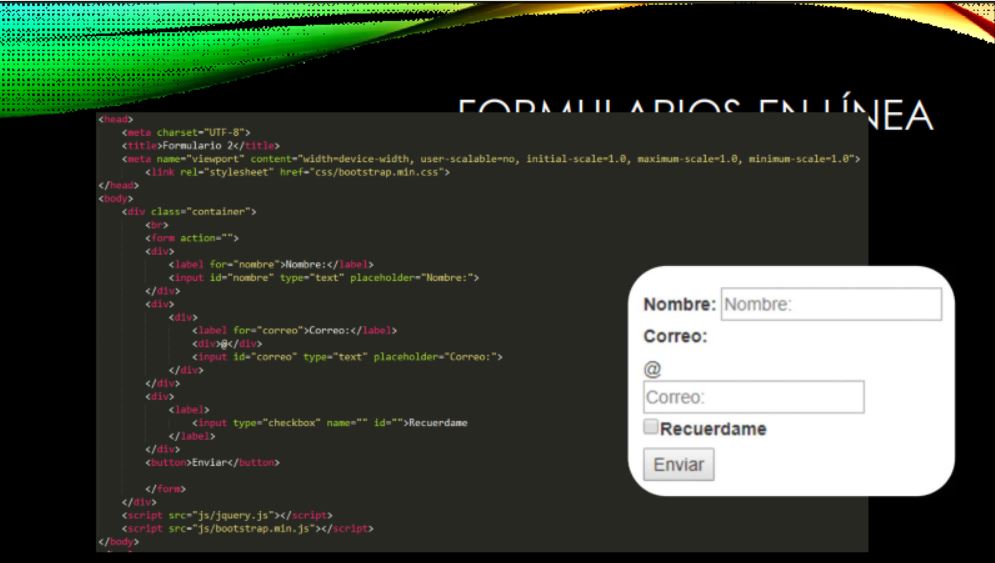 FORMULARIOS EN LÍNEA
<head>
<meta charset="UTF-8">
<title>Formulario 2</title>
<meta name="viewport" content="width=device-width, user-scalable=no, initial-scale=1.0, maximum-scale=1.0, minimum-scale=1.0">
<link rel="stylesheet" href="css/bootstrap.min.css">
</head>
<body>
<div class="container">
<br>
<form action="">
<div>
<label for="nombre">Nombre:</label>
<input id="nombre" type="text" placeholder="Nombre:">
</div>
<div>
<div>
<label for="correo">Correo:</label>
<div>@</div>
<input id="correo" type="text" placeholder="Correo:">
</div>
</div>
<div>
<label>
<input type="checkbox" name="" id="">Recuerdame
</label>
</div>
<button>Enviar</button>
</form>
</div>
<script src="js/jquery.js"></script>
<script src="js/bootstrap.min.js"></script>
</body>
Nombre: Nombre:
Correo:
@
Correo:
Recuerdame
Enviar